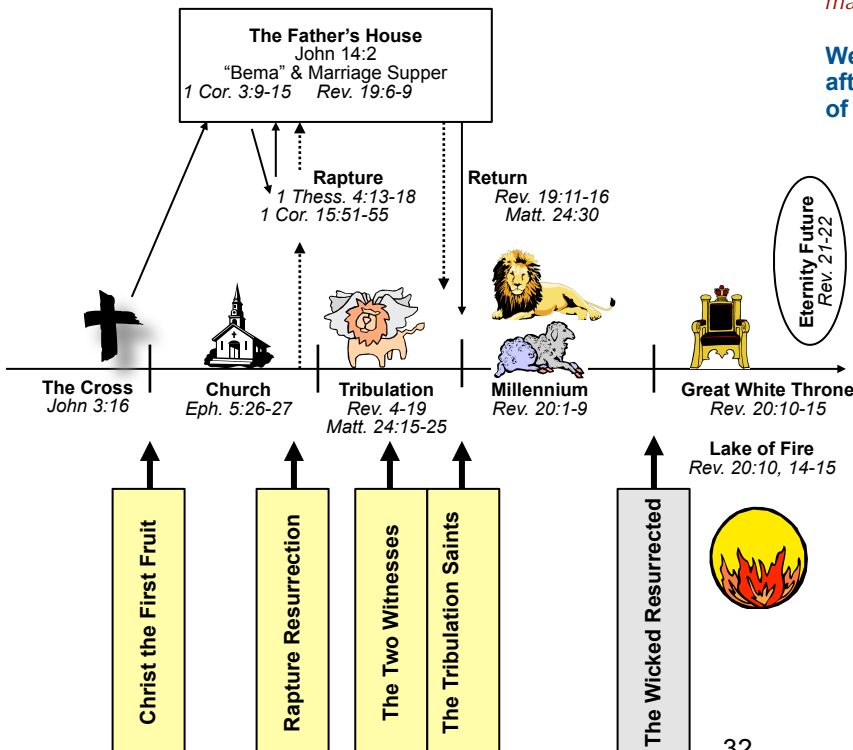 ma
We
aft
of
The Father's House
John 14:2
"Bema" & Marriage Supper
1 Cor. 3:9-15 Rev. 19:6-9
Rapture
1 Thess. 4:13-18
1 Cor. 15:51-55
Return
Rev. 19:11-16
Matt. 24:30
Eternity Future
Rev. 21-22
The Cross
John 3:16
Church
Eph. 5:26-27
Tribulation
Rev. 4-19
Matt. 24:15-25
Millennium
Rev. 20:1-9
Great White Throne
Rev. 20:10-15
Lake of Fire
Rev. 20:10, 14-15
Christ the First Fruit
Rapture Resurrection
The Two Witnesses
The Tribulation Saints
The Wicked Resurrected
32